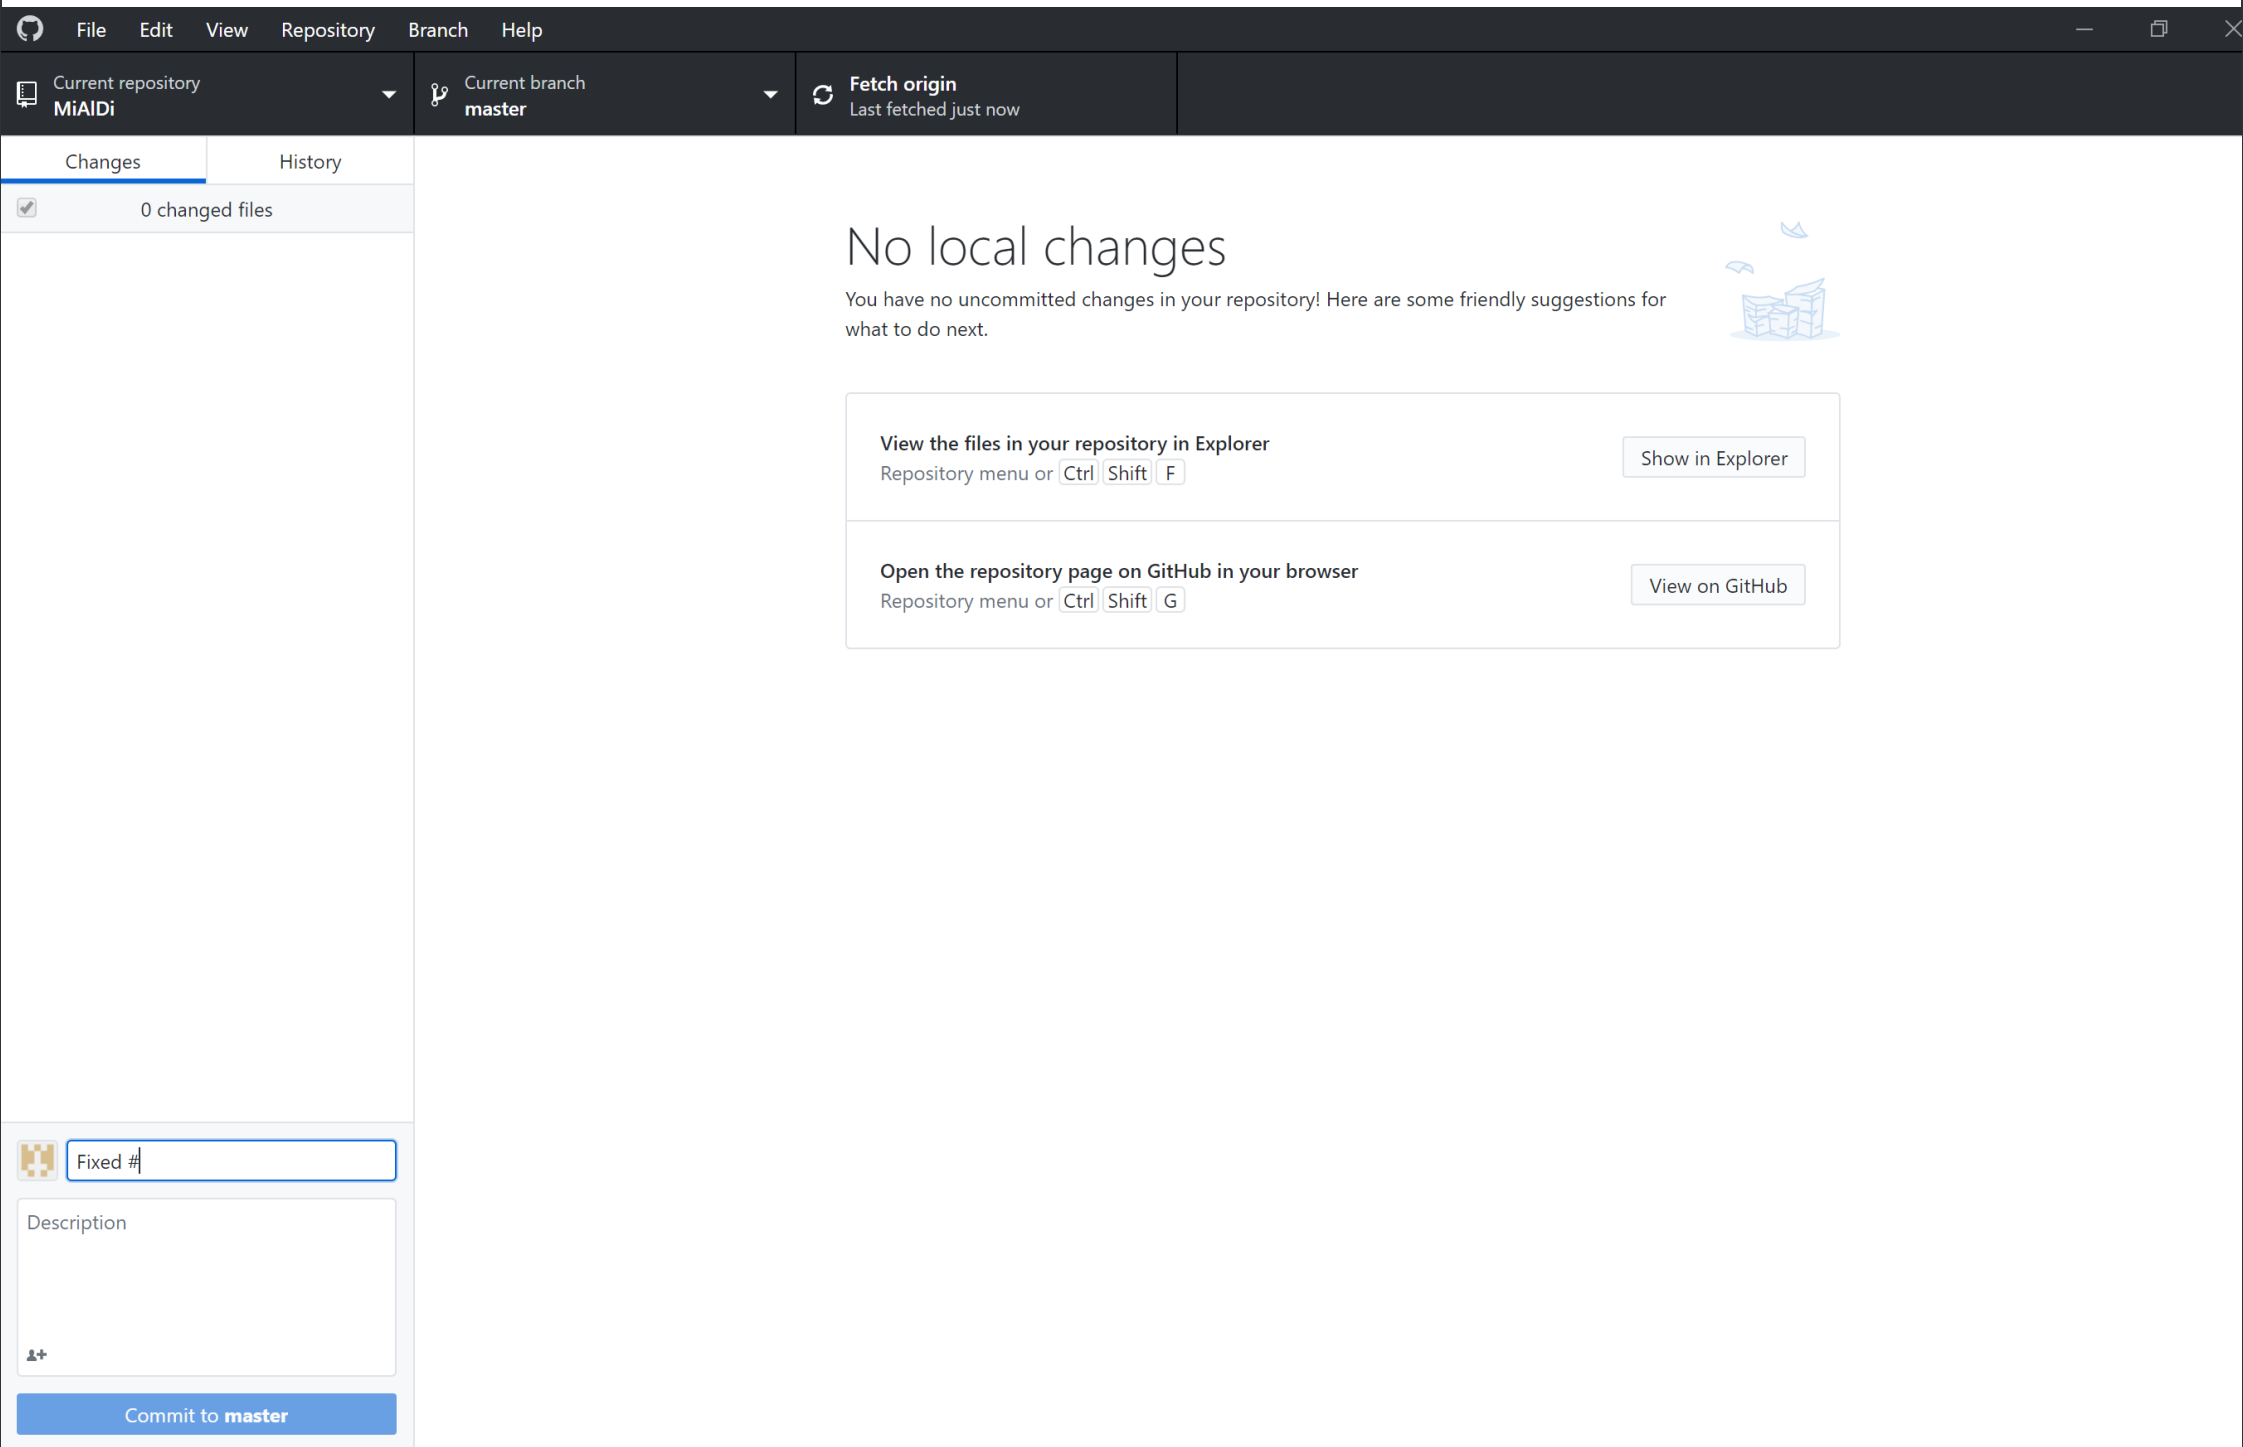 File Edit View Repository Branch Help
Current repository
MiAlDi
Current branch
master
Fetch origin
Last fetched just now
Changes
History
0 changed files
No local changes
You have no uncommitted changes in your repository! Here are some friendly suggestions for
what to do next.
View the files in your repository in Explorer
Repository menu or Ctrl Shift F
Show in Explorer
Open the repository page on GitHub in your browser
Repository menu or Ctrl Shift G
View on GitHub
Fixed #
Description
Commit to master